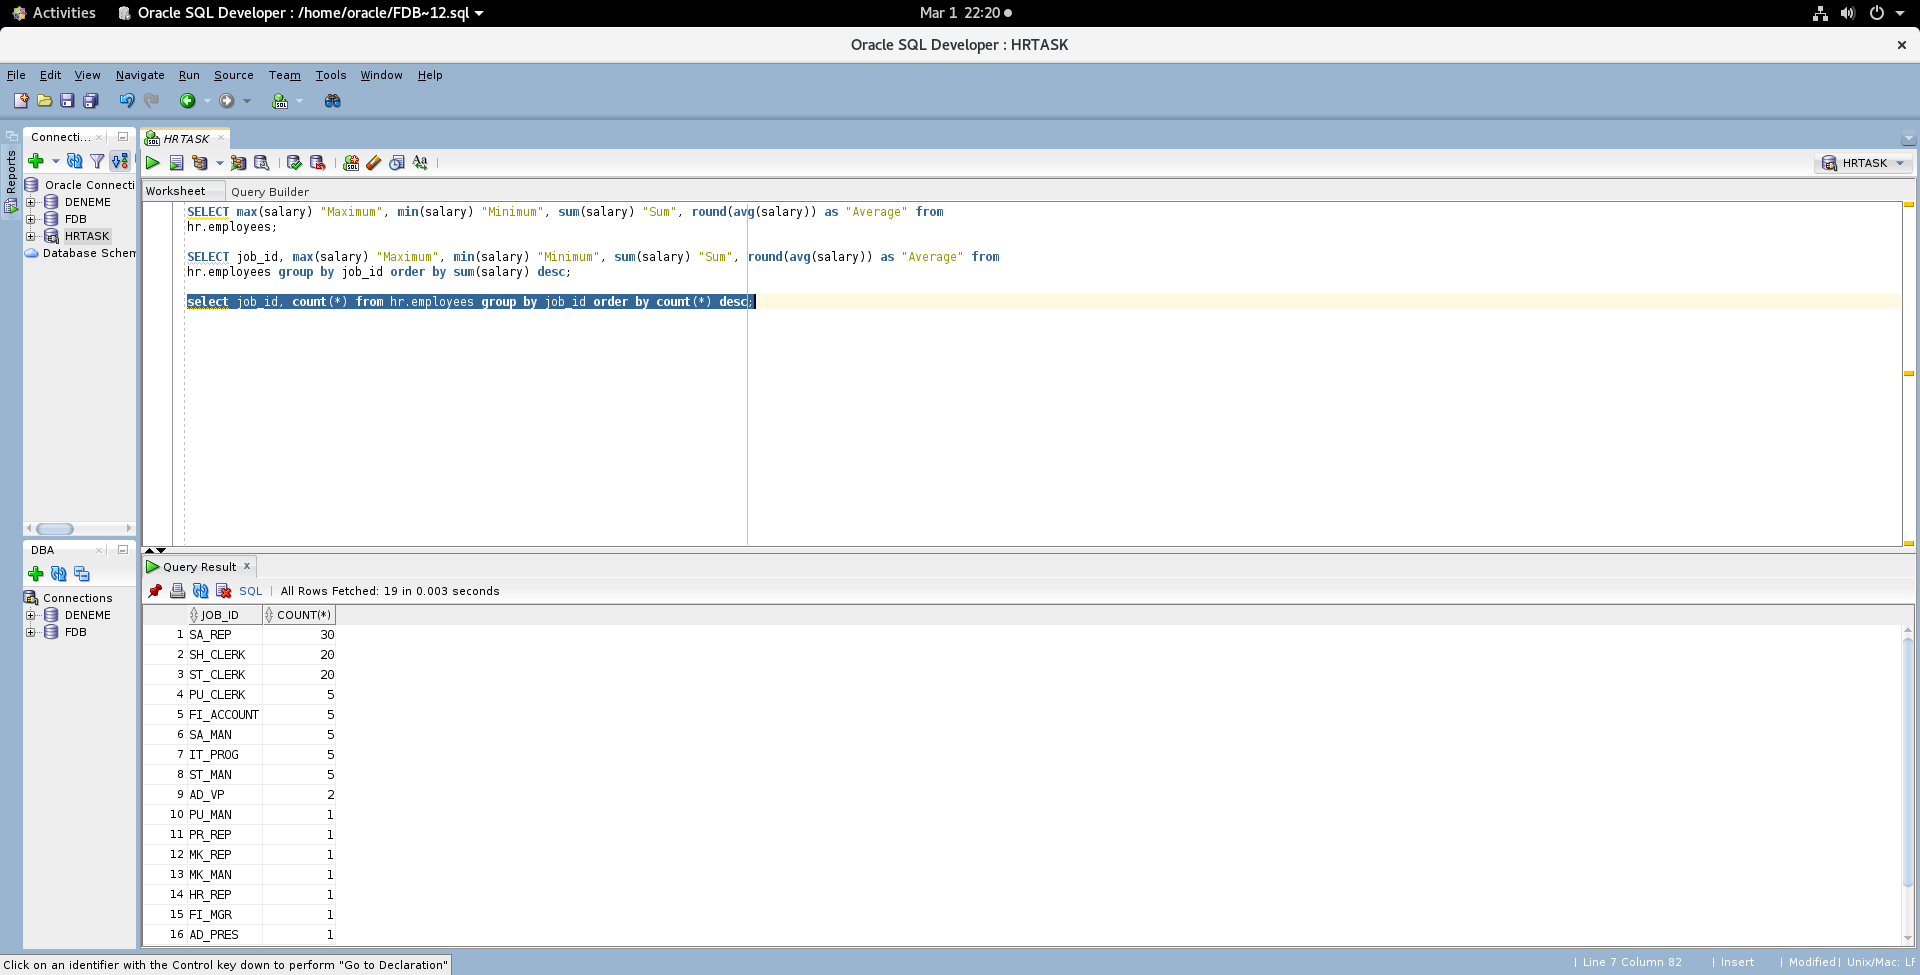 Activities
Oracle SQL Developer : /home/oracle/FDB~12.sql
Mar 1 22:20
Oracle SQL Developer : HRTASK
File Edit View Navigate Run Source Team Tools Window Help
Reports
Connecti...
Oracle Connecti
DENEME
FDB
HRTASK
Database Schem
HRTASK
HRTASK
Worksheet Query Builder
SELECT max(salary) "Maximum", min(salary) "Minimum", sum(salary) "Sum", round(avg(salary)) as "Average" from
hr.employees;
SELECT job_id, max(salary) "Maximum", min(salary) "Minimum", sum(salary) "Sum", round(avg(salary)) as "Average" from
hr.employees group by job_id order by sum(salary) desc;
select job_id, count(*) from hr.employees group by job_id order by count(*) desc;
DBA
Connections
DENEME
FDB
Query Result
SQL | All Rows Fetched: 19 in 0.003 seconds
JOB_ID COUNT(*)
1 SA_REP 30
2 SH_CLERK 20
3 ST_CLERK 20
4 PU_CLERK 5
5 FI_ACCOUNT 5
6 SA_MAN 5
7 IT_PROG 5
8 ST_MAN 5
9 AD_VP 2
10 PU_MAN 1
11 PR_REP 1
12 MK_REP 1
13 MK_MAN 1
14 HR_REP 1
15 FI_MGR 1
16 AD_PRES 1
Click on an identifier with the Control key down to perform "Go to Declaration"
| Line 7 Column 82 | Insert | Modified | Unix/Mac: LF